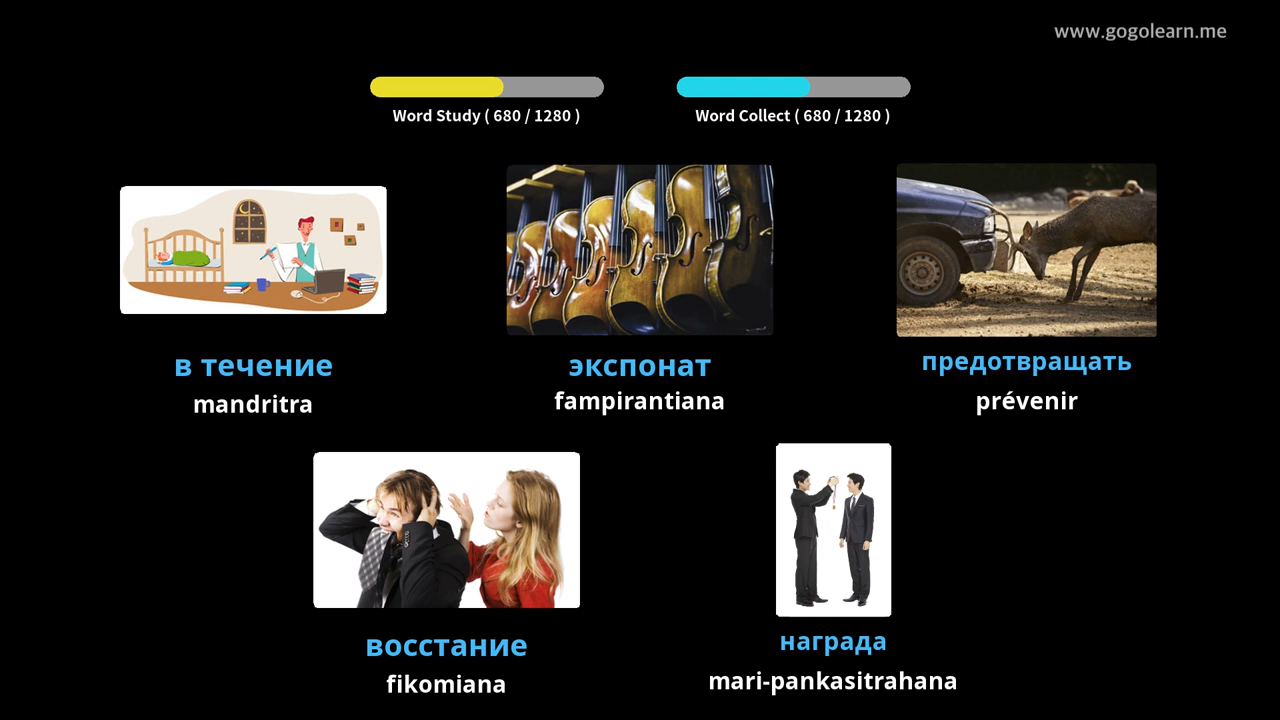 www.gogolearn.me
Word Study ( 680 / 1280 )
Word Collect ( 680 / 1280 )
в течение
mandritra
экспонат
fampirantiana
предотвращать
prévenir
восстание
fikomiana
награда
mari-pankasitrahana